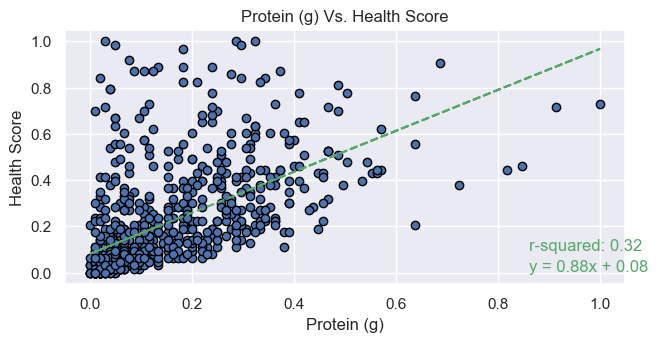 Protein (g) Vs. Health Score
1.0
0.8
0.6
0.4
0.2
0.0
Health Score
r-squared: 0.32
y = 0.88x + 0.08
0.0 0.2 0.4 0.6 0.8 1.0
Protein (g)